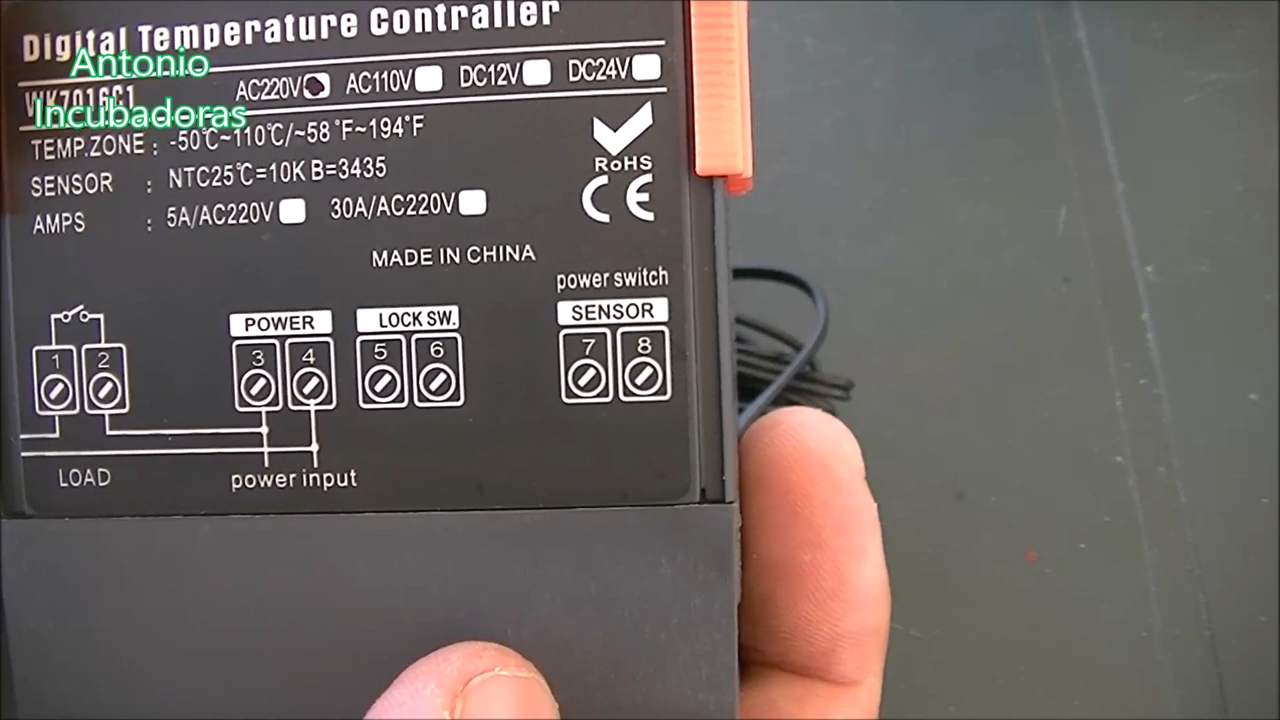 Digital Temperature Controller
Antonio
Incubadoras
WK7016C1 AC220V AC110V DC12V DC24V
TEMP.ZONE : -50℃~110℃/~58℉~194℉
SENSOR : NTC25℃=10K B=3435
AMPS : 5A/AC220V 30A/AC220V
RoHS
CE
MADE IN CHINA
power switch
POWER LOCK SW. SENSOR
1 2 3 4 5 6 7 8
LOAD power input